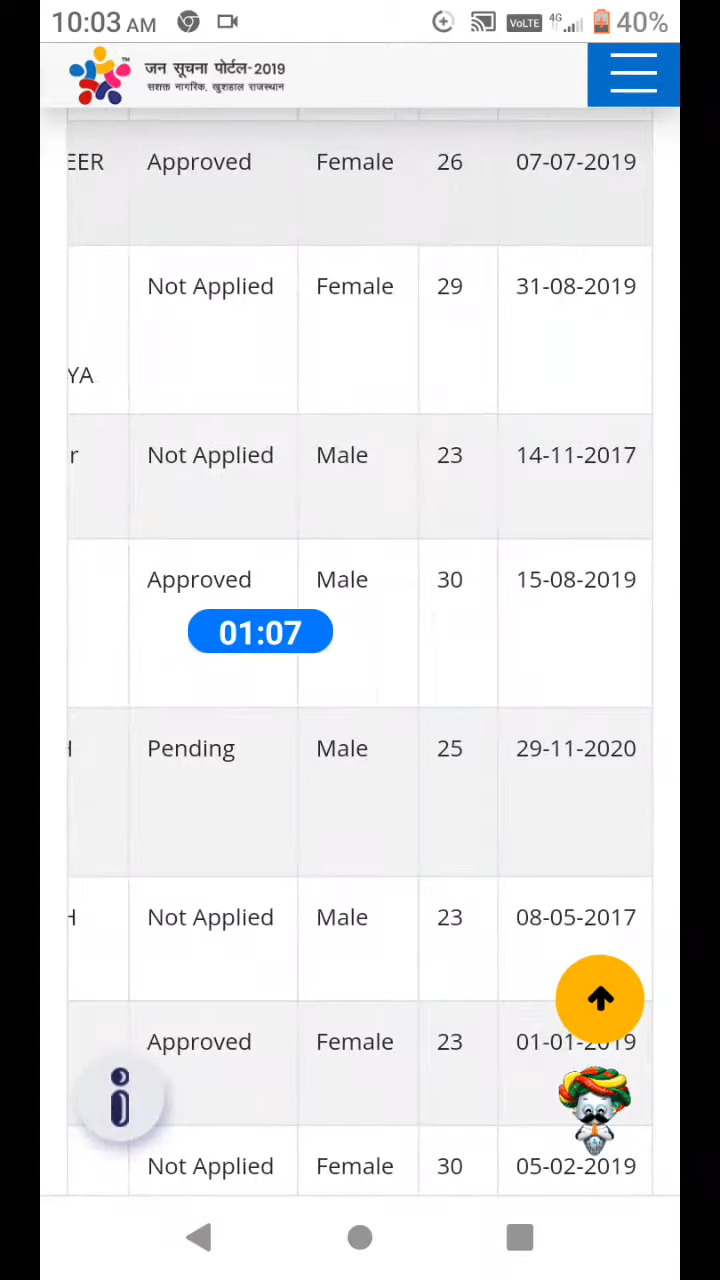 10:03 AM
VoLTE 4G 40%
जन सूचना पोर्टल-2019
सशक्त नागरिक, खुशहाल राजस्थान
EER Approved Female 26 07-07-2019
Not Applied Female 29 31-08-2019
YA
r Not Applied Male 23 14-11-2017
Approved Male 30 15-08-2019
01:07
Pending Male 25 29-11-2020
H Not Applied Male 23 08-05-2017
Approved Female 23 01-01-2019
Not Applied Female 30 05-02-2019